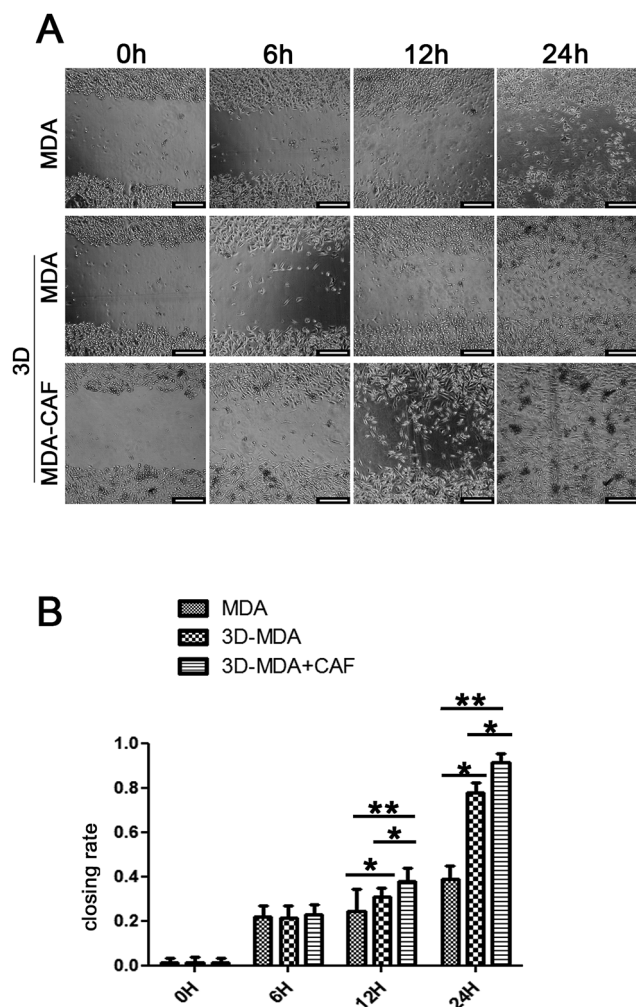 A
0h 6h 12h 24h
MDA
3D
MDA
MDA-CAF
B
MDA
3D-MDA
3D-MDA+CAF
closing rate
1.0
0.8
0.6
0.4
0.2
0.0
** * *
** * *
0H 6H 12H 24H